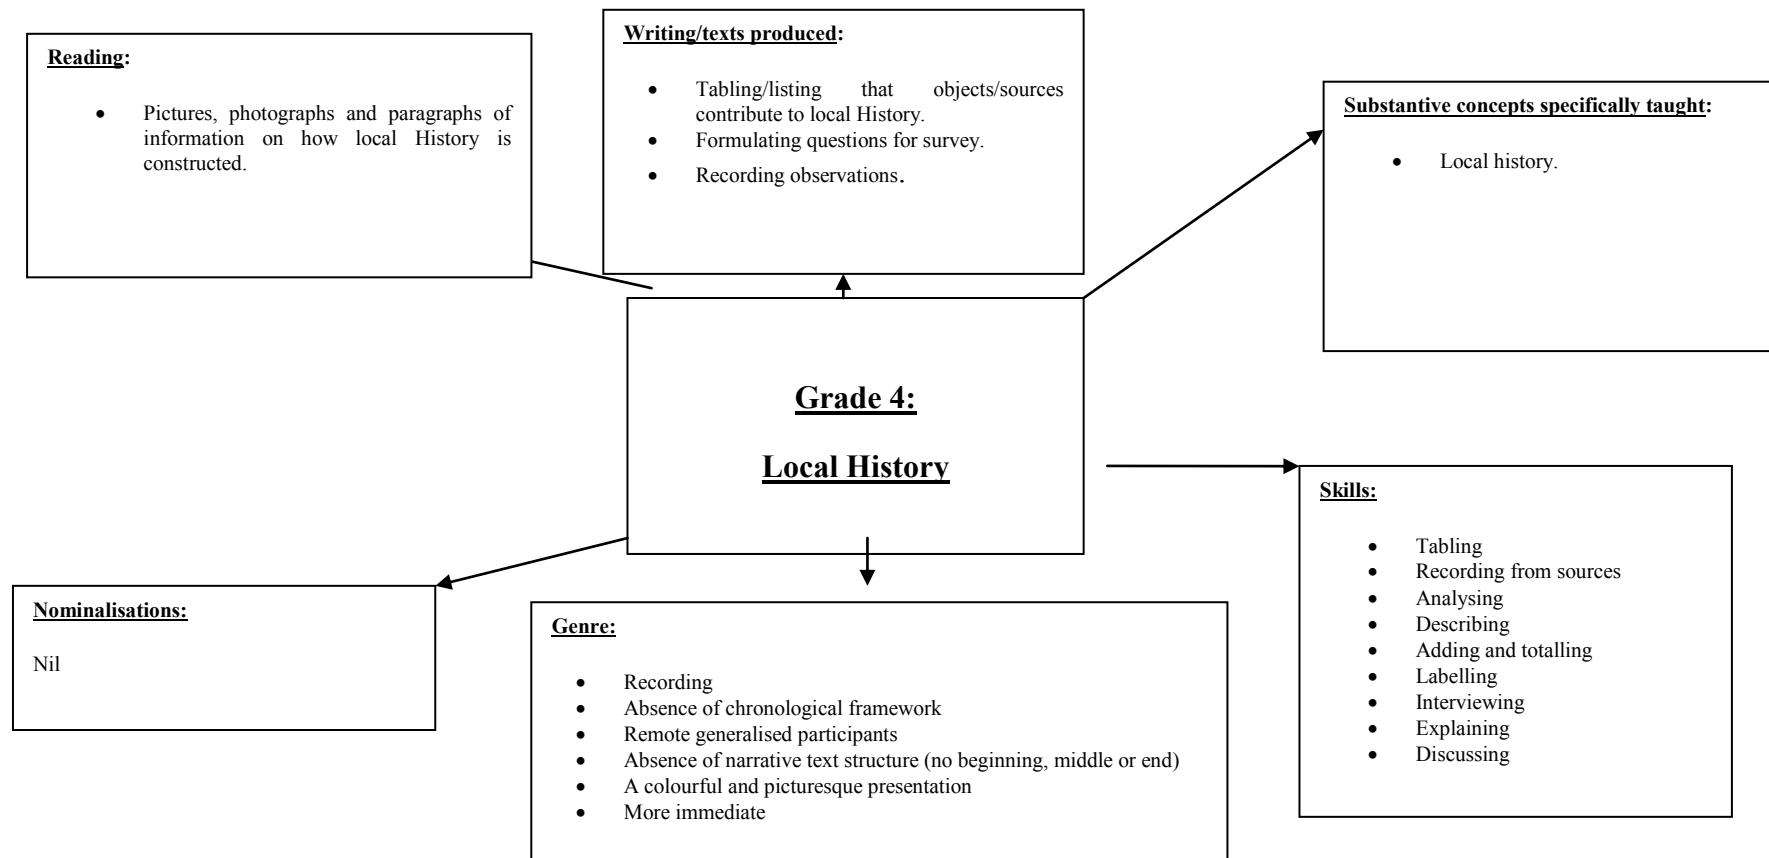 Reading:
• Pictures, photographs and paragraphs of
information on how local History is
constructed.
Writing/texts produced:
• Tabling/listing that objects/sources
contribute to local History.
• Formulating questions for survey.
• Recording observations.
Substantive concepts specifically taught:
• Local history.
Grade 4:
Local History
Skills:
• Tabling
• Recording from sources
• Analysing
• Describing
• Adding and totalling
• Labelling
• Interviewing
• Explaining
• Discussing
Nominalisations:
Nil
Genre:
• Recording
• Absence of chronological framework
• Remote generalised participants
• Absence of narrative text structure (no beginning, middle or end)
• A colourful and picturesque presentation
• More immediate